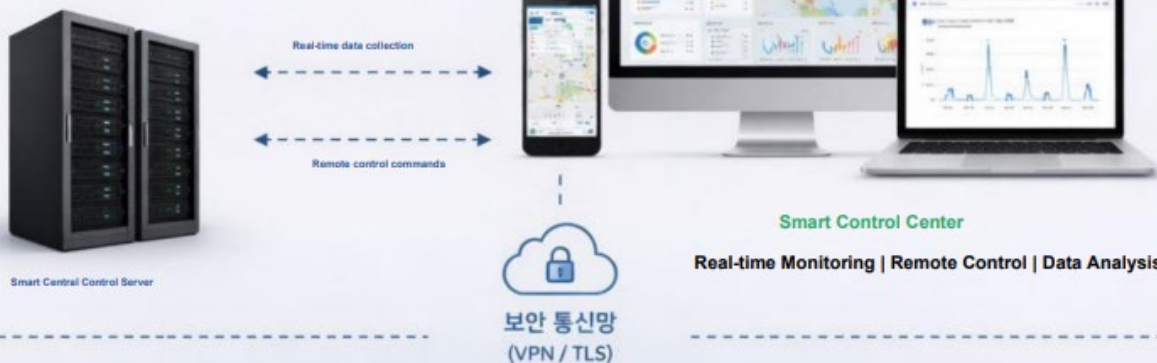 Real-time data collection
Remote control commands
Smart Central Control Server
Smart Control Center
Real-time Monitoring | Remote Control | Data Analysis
보안 통신망
(VPN / TLS)